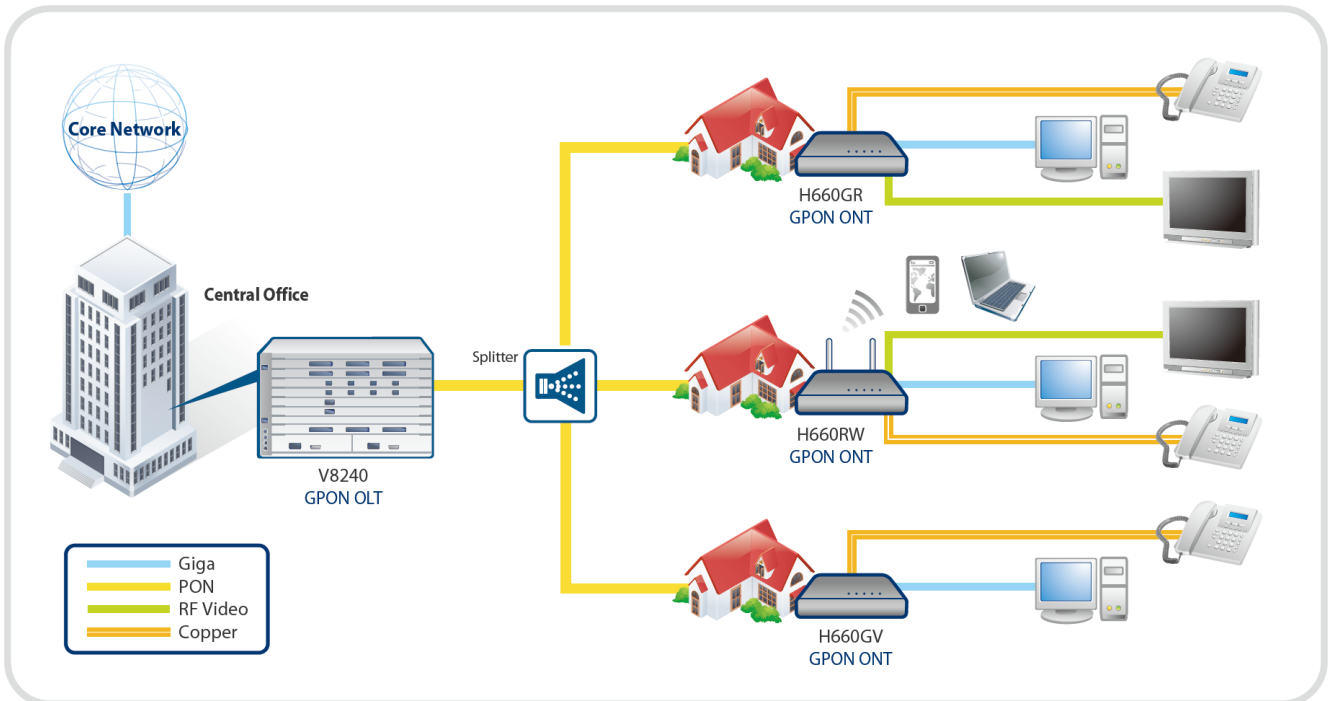 Core Network
Central Office
V8240
GPON OLT
Splitter
H660GR
GPON ONT
H660RW
GPON ONT
H660GV
GPON ONT
Giga
PON
RF Video
Copper